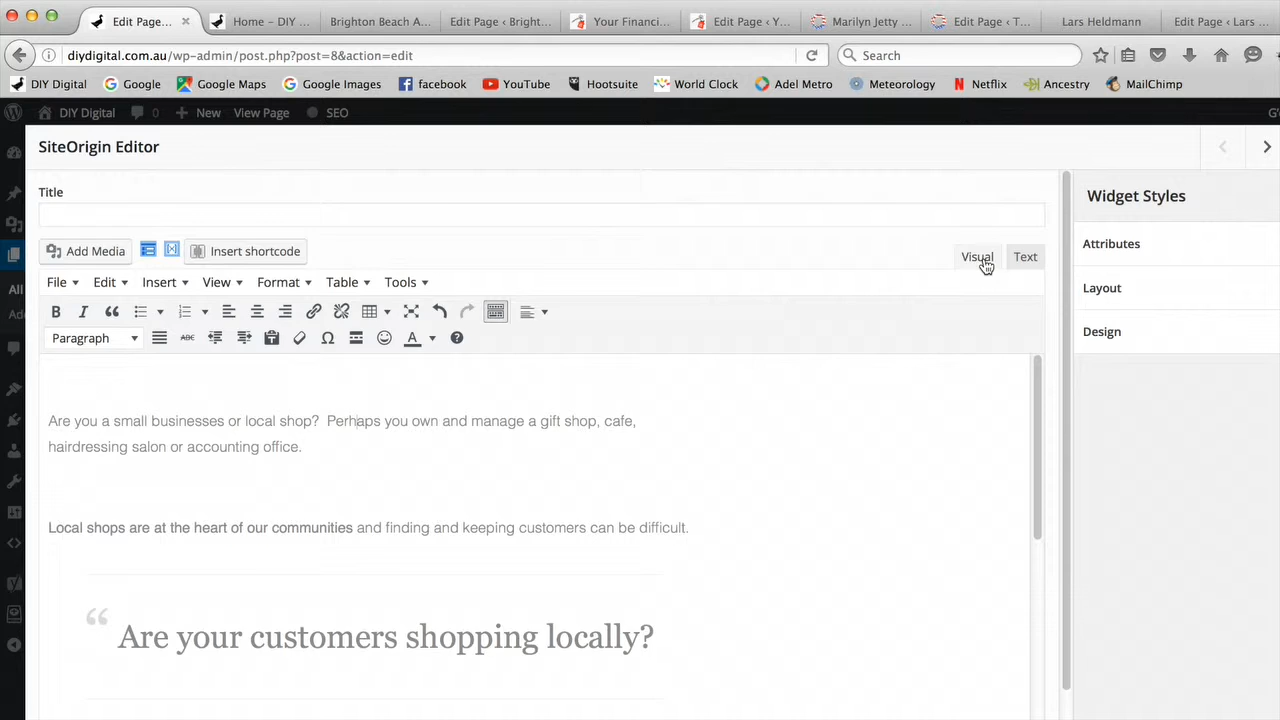 Edit Page... × Home – DIY ... Brighton Beach A... Edit Page ‹ Bright... Your Financi... Edit Page ‹ Y... Marilyn Jetty ... Edit Page ‹ T... Lars Heldmann Edit Page ‹ Lars ...
diydigital.com.au/wp-admin/post.php?post=8&action=edit Search
DIY Digital Google Google Maps Google Images facebook YouTube Hootsuite World Clock Adel Metro Meteorology Netflix Ancestry MailChimp
DIY Digital 0 New View Page SEO G'
SiteOrigin Editor
Title
Widget Styles
Add Media Insert shortcode Visual Text
Attributes
File Edit Insert View Format Table Tools
Layout
All
Ad
Paragraph
Design
Are you a small businesses or local shop? Perhaps you own and manage a gift shop, cafe,
hairdressing salon or accounting office.
Local shops are at the heart of our communities and finding and keeping customers can be difficult.
“ Are your customers shopping locally?